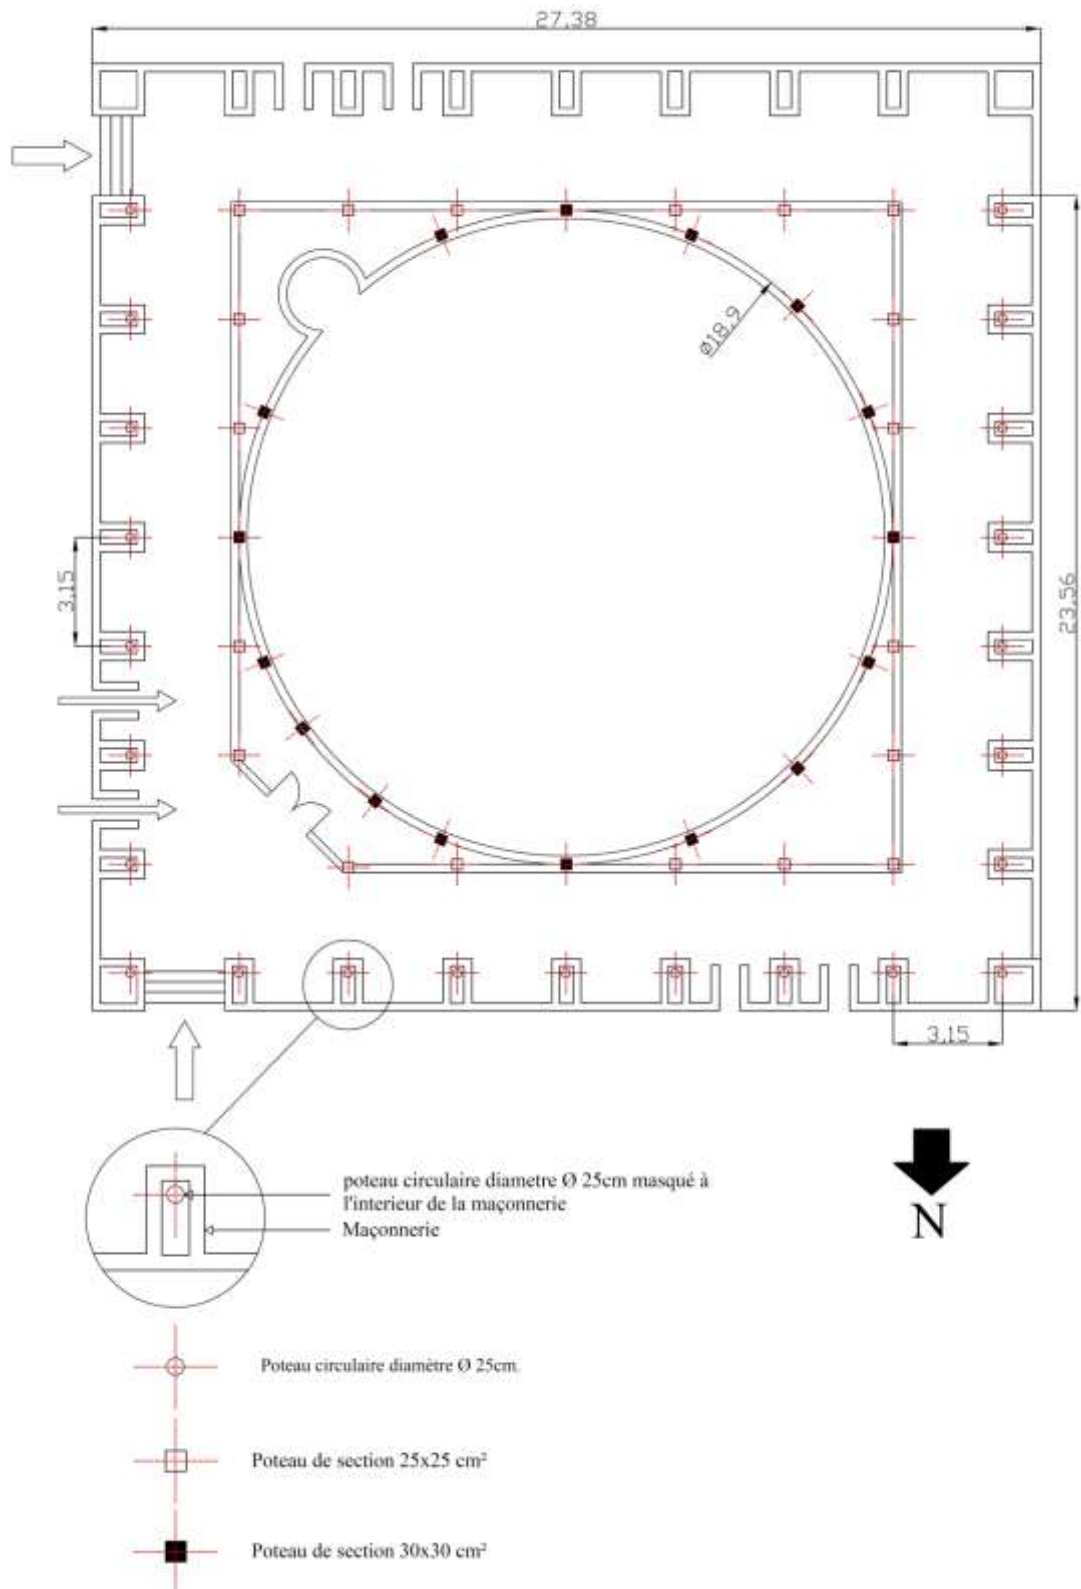 27.38
Ø18.9
3.15
23.56
3.15
poteau circulaire diametre Ø 25cm masqué à
l'interieur de la maçonnerie
Maçonnerie
N
Poteau circulaire diamètre Ø 25cm.
Poteau de section 25x25 cm²
Poteau de section 30x30 cm²